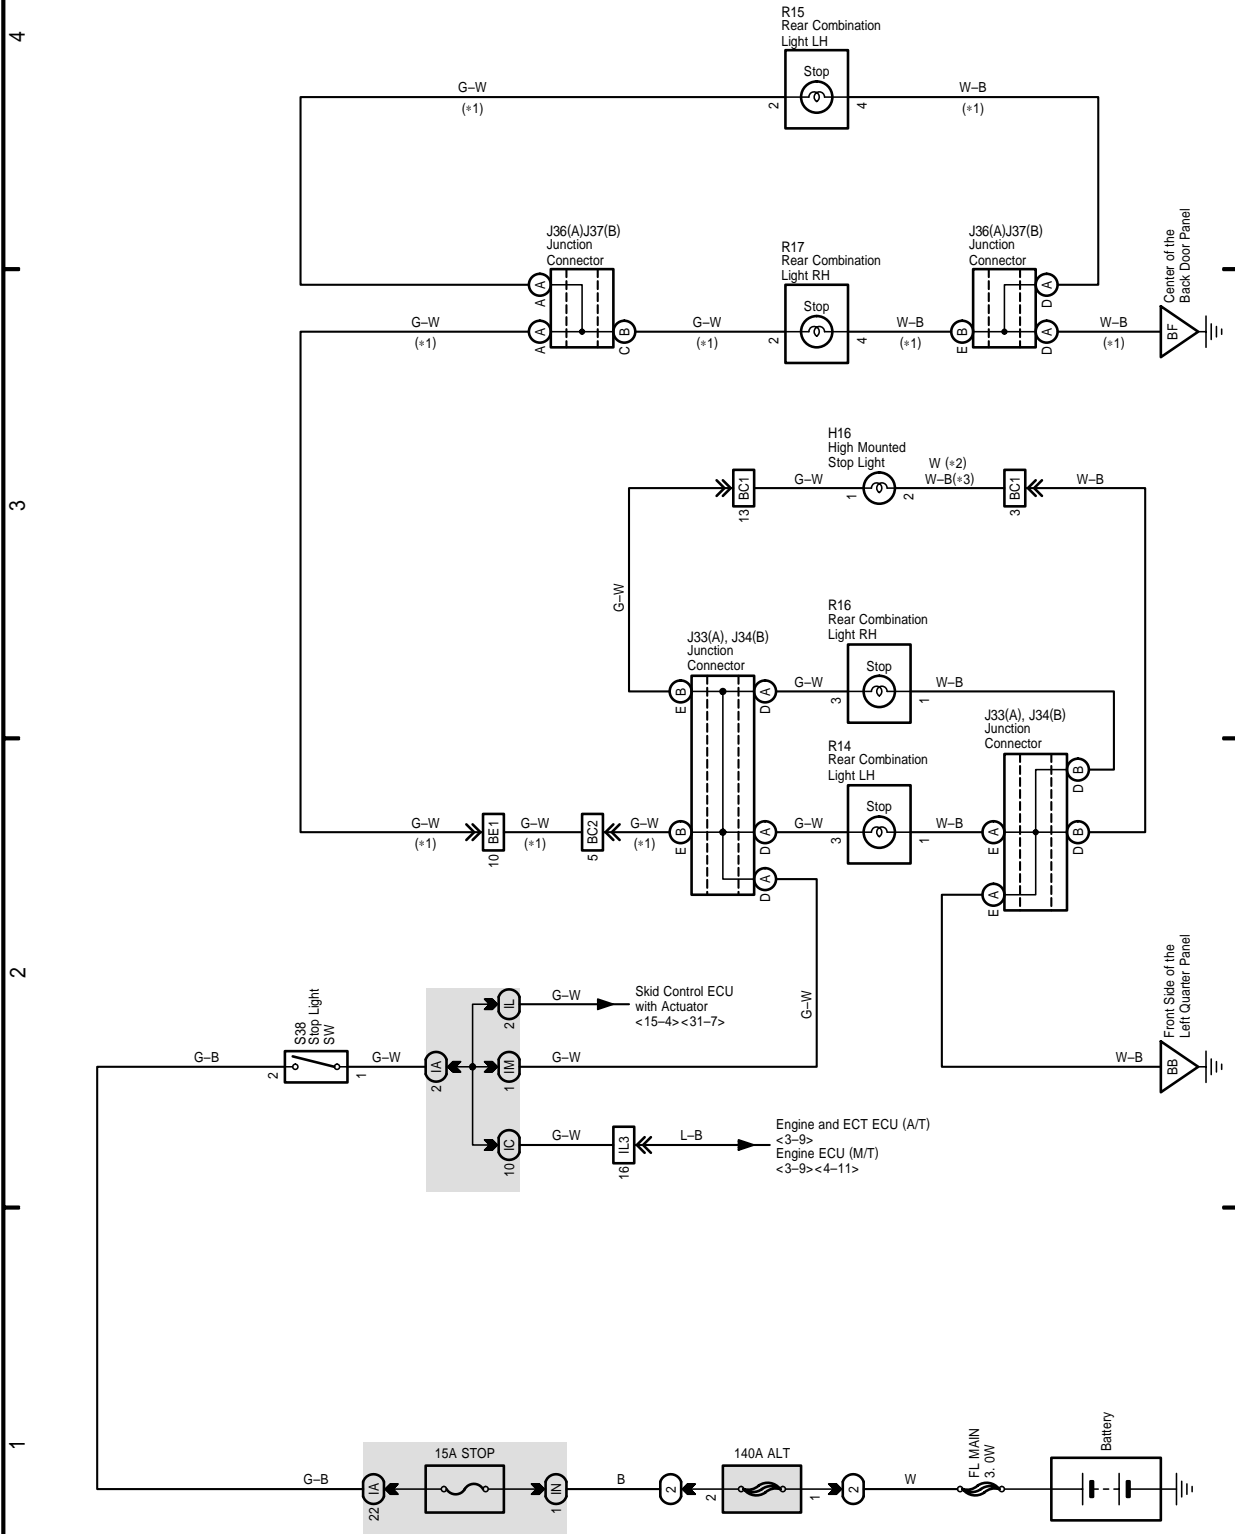 4
R15
Rear Combination
Light LH
Stop
2
4
G–W
(*1)
W–B
(*1)
J36(A)J37(B)
Junction
Connector
A
A
A
A
B
C
R17
Rear Combination
Light RH
Stop
2
4
J36(A)J37(B)
Junction
Connector
A
D
B
E
A
D
Center of the
Back Door Panel
BF
G–W
(*1)
G–W
(*1)
W–B
(*1)
W–B
(*1)
3
H16
High Mounted
Stop Light
1
2
BC1
13
G–W
W (*2)
W–B(*3)
BC1
3
W–B
G–W
J33(A), J34(B)
Junction
Connector
B
E
A
D
G–W
R16
Rear Combination
Light RH
Stop
3
1
W–B
J33(A), J34(B)
Junction
Connector
B
D
R14
Rear Combination
Light LH
Stop
3
1
G–W
(*1)
BE1
10
G–W
(*1)
BC2
5
G–W
(*1)
B
E
A
D
G–W
W–B
A
E
B
D
A
D
A
E
2
S38
Stop Light
SW
2
1
G–B
G–W
IA
2
IL
2
G–W
Skid Control ECU
with Actuator
<15–4><31–7>
G–W
IM
1
G–W
W–B
BB
Front Side of the
Left Quarter Panel
IC
10
G–W
IL3
16
L–B
Engine and ECT ECU (A/T)
<3–9>
Engine ECU (M/T)
<3–9><4–11>
1
G–B
IA
22
15A STOP
IN
1
B
2
2
140A ALT
1
2
W
FL MAIN
3. 0W
Battery